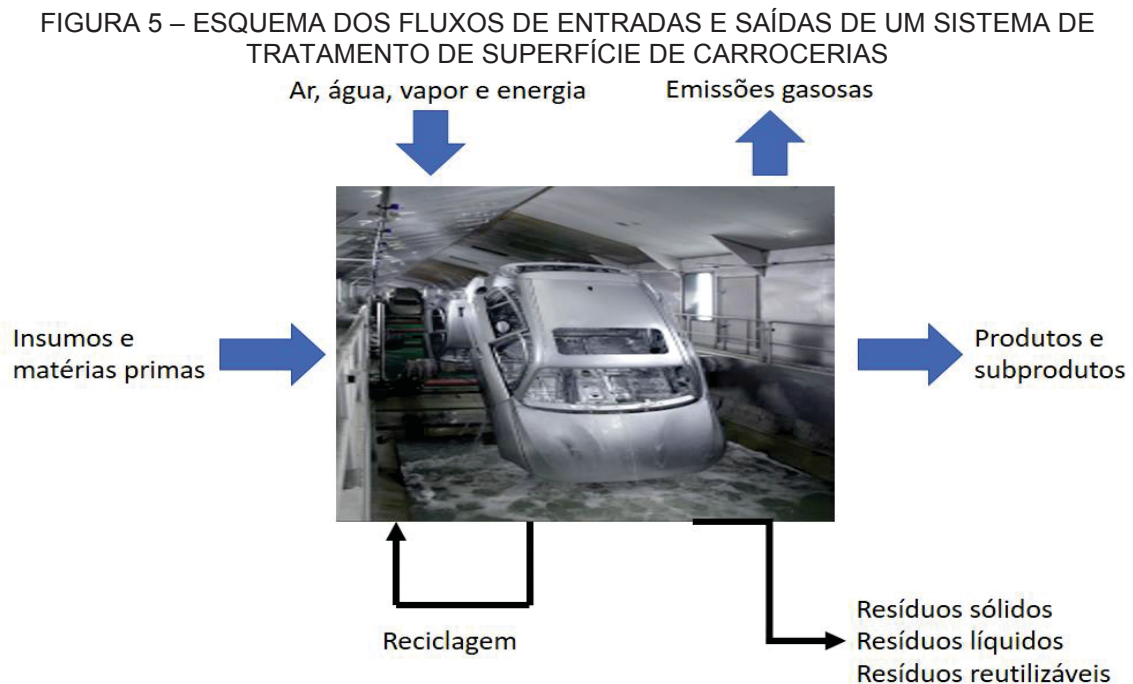 FIGURA 5 – ESQUEMA DOS FLUXOS DE ENTRADAS E SAÍDAS DE UM SISTEMA DE
TRATAMENTO DE SUPERFÍCIE DE CARROCERIAS
Ar, água, vapor e energia
Emissões gasosas
Insumos e
matérias primas
Produtos e
subprodutos
Reciclagem
Resíduos sólidos
Resíduos líquidos
Resíduos reutilizáveis